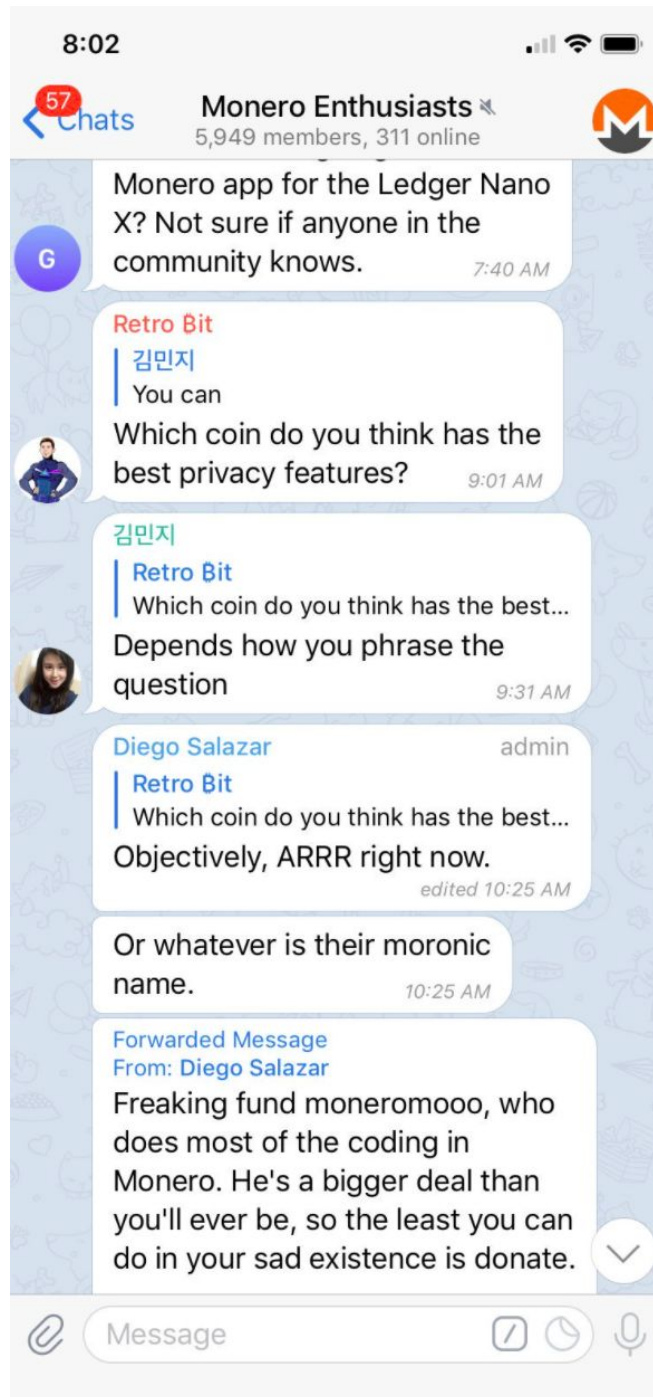 8:02
57
Chats
Monero Enthusiasts
5,949 members, 311 online
Monero app for the Ledger Nano
X? Not sure if anyone in the
community knows.
7:40 AM
G
Retro ₿it
김민지
You can
Which coin do you think has the
best privacy features?
9:01 AM
김민지
Retro ₿it
Which coin do you think has the best...
Depends how you phrase the
question
9:31 AM
Diego Salazar
admin
Retro ₿it
Which coin do you think has the best...
Objectively, ARRR right now.
edited 10:25 AM
Or whatever is their moronic
name.
10:25 AM
Forwarded Message
From: Diego Salazar
Freaking fund moneromooo, who
does most of the coding in
Monero. He's a bigger deal than
you'll ever be, so the least you can
do in your sad existence is donate.
Message